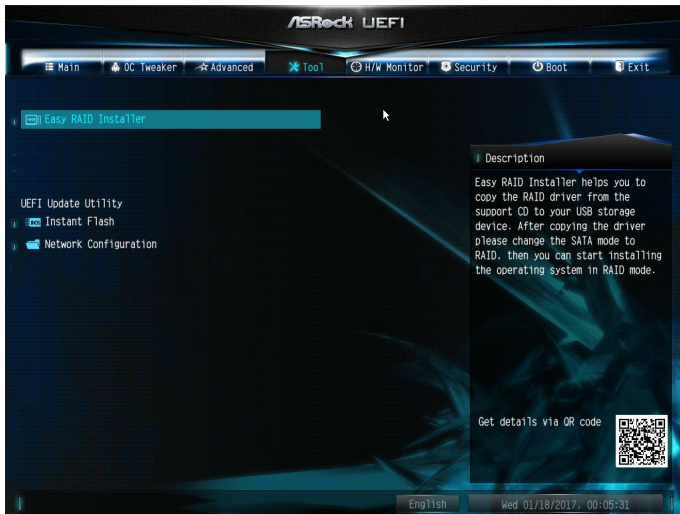 ASRock UEFI
Main OC Tweaker Advanced Tool H/W Monitor Security Boot Exit
Easy RAID Installer
UEFI Update Utility
Instant Flash
Network Configuration
Description
Easy RAID Installer helps you to
copy the RAID driver from the
support CD to your USB storage
device. After copying the driver
please change the SATA mode to
RAID, then you can start installing
the operating system in RAID mode.
Get details via QR code
English Wed 01/18/2017, 00:05:31